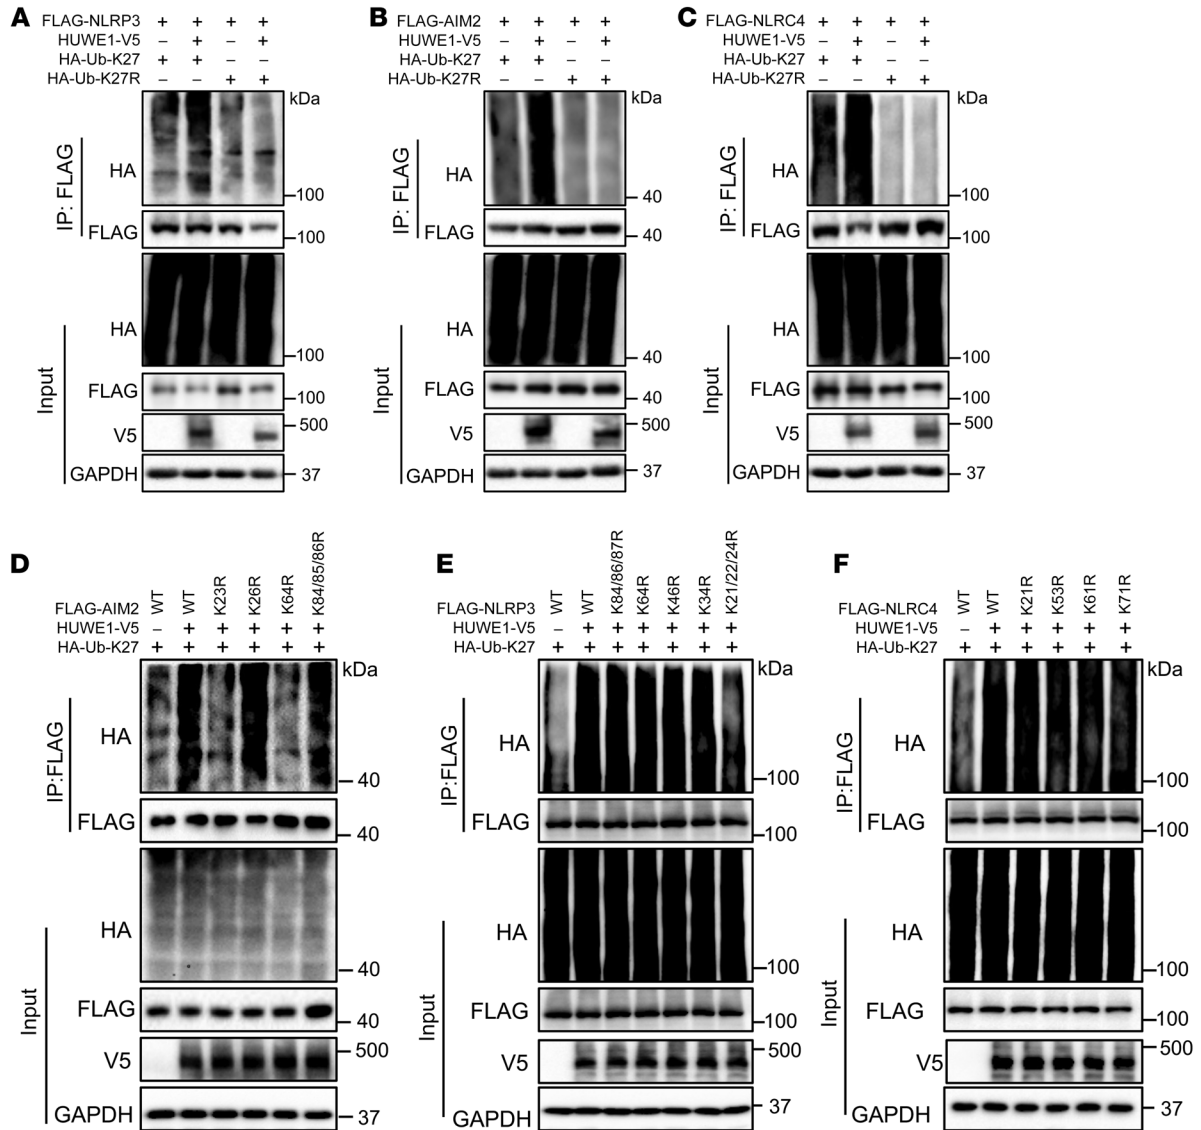 A
FLAG-NLRP3 + + + +
HUWE1-V5 – + – +
HA-Ub-K27 + + – –
HA-Ub-K27R – – + +
kDa
IP: FLAG
HA
100
FLAG
100
Input
HA
100
FLAG
100
V5
500
GAPDH
37
B
FLAG-AIM2 + + + +
HUWE1-V5 – + – +
HA-Ub-K27 + + – –
HA-Ub-K27R – – + +
kDa
IP: FLAG
HA
40
FLAG
40
Input
HA
40
FLAG
40
V5
500
GAPDH
37
C
FLAG-NLRC4 + + + +
HUWE1-V5 – + – +
HA-Ub-K27 + + – –
HA-Ub-K27R – – + +
kDa
IP: FLAG
HA
100
FLAG
100
Input
HA
100
FLAG
100
V5
500
GAPDH
37
D
FLAG-AIM2 WT WT K23R K26R K64R K84/85/86R
HUWE1-V5 – + + + + +
HA-Ub-K27 + + + + + +
kDa
IP:FLAG
HA
40
FLAG
40
Input
HA
40
FLAG
40
V5
500
GAPDH
37
E
FLAG-NLRP3 WT WT K84/86/87R K64R K46R K34R K21/22/24R
HUWE1-V5 – + + + + + +
HA-Ub-K27 + + + + + + +
kDa
IP:FLAG
HA
100
FLAG
100
Input
HA
100
FLAG
100
V5
500
GAPDH
37
F
FLAG-NLRC4 WT WT K21R K53R K61R K71R
HUWE1-V5 – + + + + +
HA-Ub-K27 + + + + + +
kDa
IP:FLAG
HA
100
FLAG
100
Input
HA
100
FLAG
100
V5
500
GAPDH
37